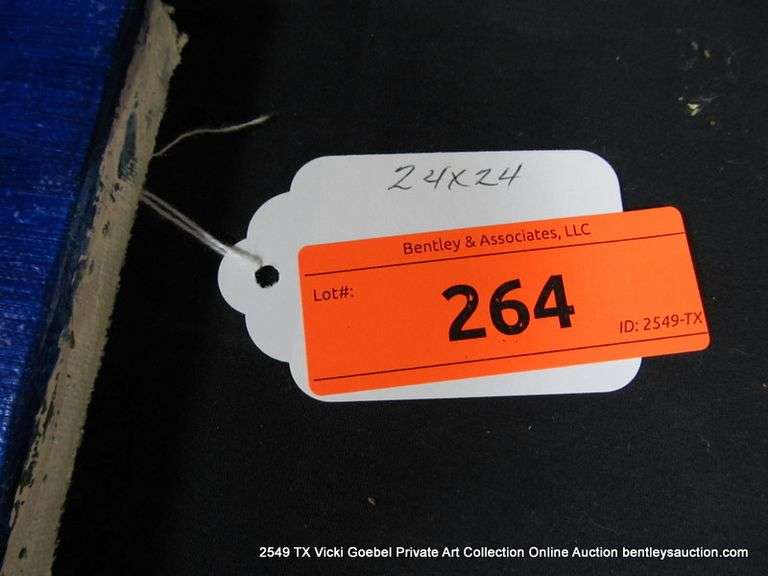 24x24
Bentley & Associates, LLC
Lot#:
264
ID: 2549-TX
2549 TX Vicki Goebel Private Art Collection Online Auction bentleysauction.com